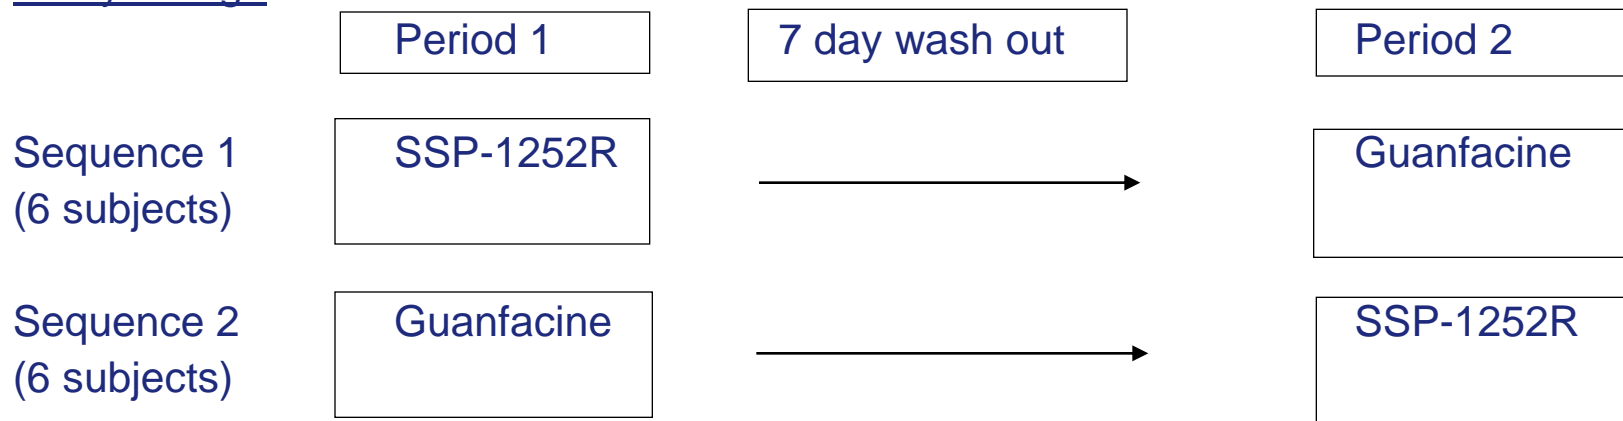 Period 1
7 day wash out
Period 2
Sequence 1
(6 subjects)
SSP-1252R
Guanfacine
Sequence 2
(6 subjects)
Guanfacine
SSP-1252R